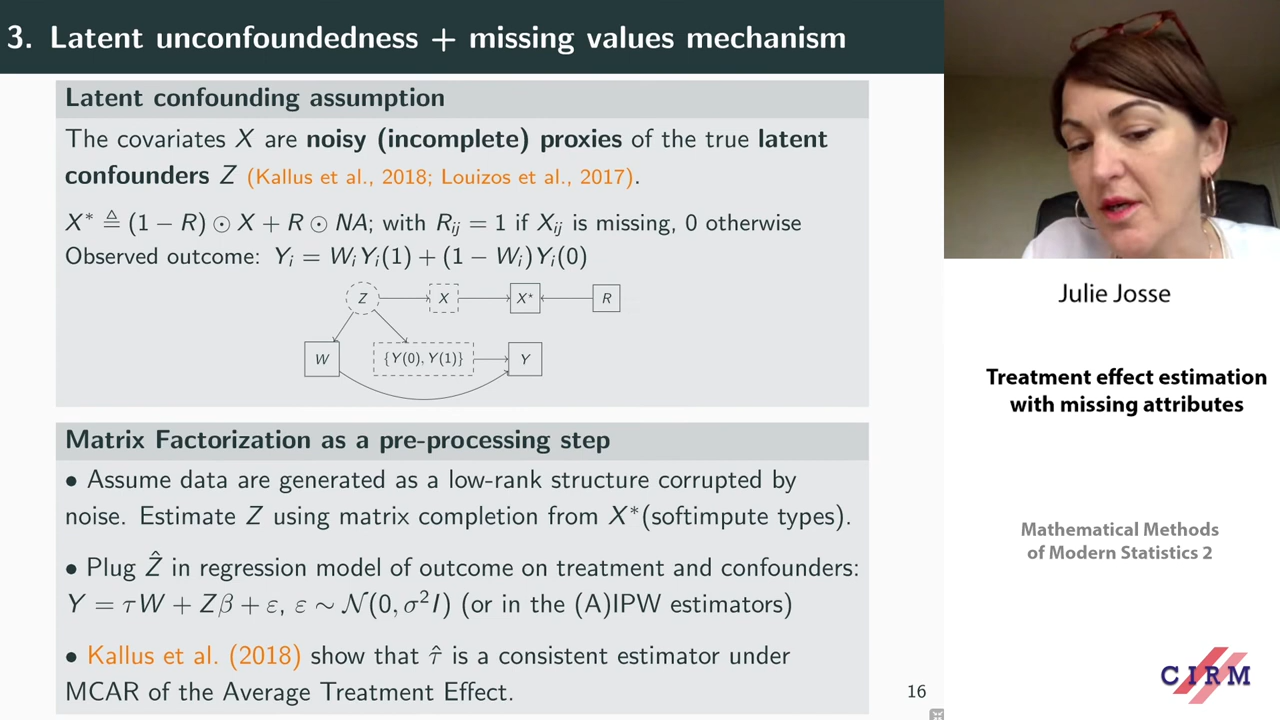 3. Latent unconfoundedness + missing values mechanism
Latent confounding assumption
The covariates X are noisy (incomplete) proxies of the true latent
confounders Z (Kallus et al., 2018; Louizos et al., 2017).
X* ≜ (1 − R) ⊙ X + R ⊙ NA; with R_ij = 1 if X_ij is missing, 0 otherwise
Observed outcome: Y_i = W_i Y_i(1) + (1 − W_i)Y_i(0)
Z X X* R
W {Y(0), Y(1)} Y
Matrix Factorization as a pre-processing step
• Assume data are generated as a low-rank structure corrupted by
noise. Estimate Z using matrix completion from X*(softimpute types).
• Plug Ẑ in regression model of outcome on treatment and confounders:
Y = τW + Zβ + ε, ε ∼ 𝒩(0, σ²I) (or in the (A)IPW estimators)
• Kallus et al. (2018) show that τ̂ is a consistent estimator under
MCAR of the Average Treatment Effect.
16
Julie Josse
Treatment effect estimation
with missing attributes
Mathematical Methods
of Modern Statistics 2
CIRM